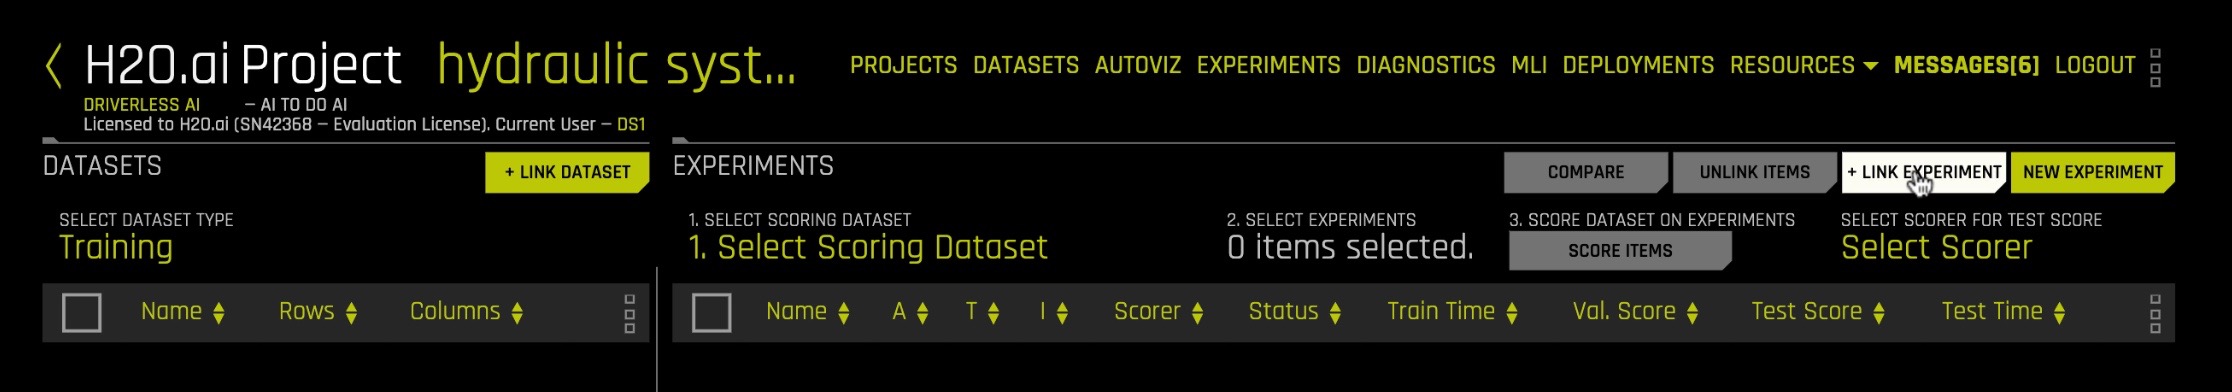 H2O.ai Project hydraulic syst...
PROJECTS DATASETS AUTOVIZ EXPERIMENTS DIAGNOSTICS MLI DEPLOYMENTS RESOURCES MESSAGES[6] LOGOUT
DRIVERLESS AI – AI TO DO AI
Licensed to H2O.ai (SN42368 – Evaluation License). Current User – DS1
DATASETS
+ LINK DATASET
SELECT DATASET TYPE
Training
Name Rows Columns
EXPERIMENTS
COMPARE UNLINK ITEMS + LINK EXPERIMENT NEW EXPERIMENT
1. SELECT SCORING DATASET 2. SELECT EXPERIMENTS 3. SCORE DATASET ON EXPERIMENTS SELECT SCORER FOR TEST SCORE
1. Select Scoring Dataset 0 items selected. SCORE ITEMS Select Scorer
Name A T I Scorer Status Train Time Val. Score Test Score Test Time